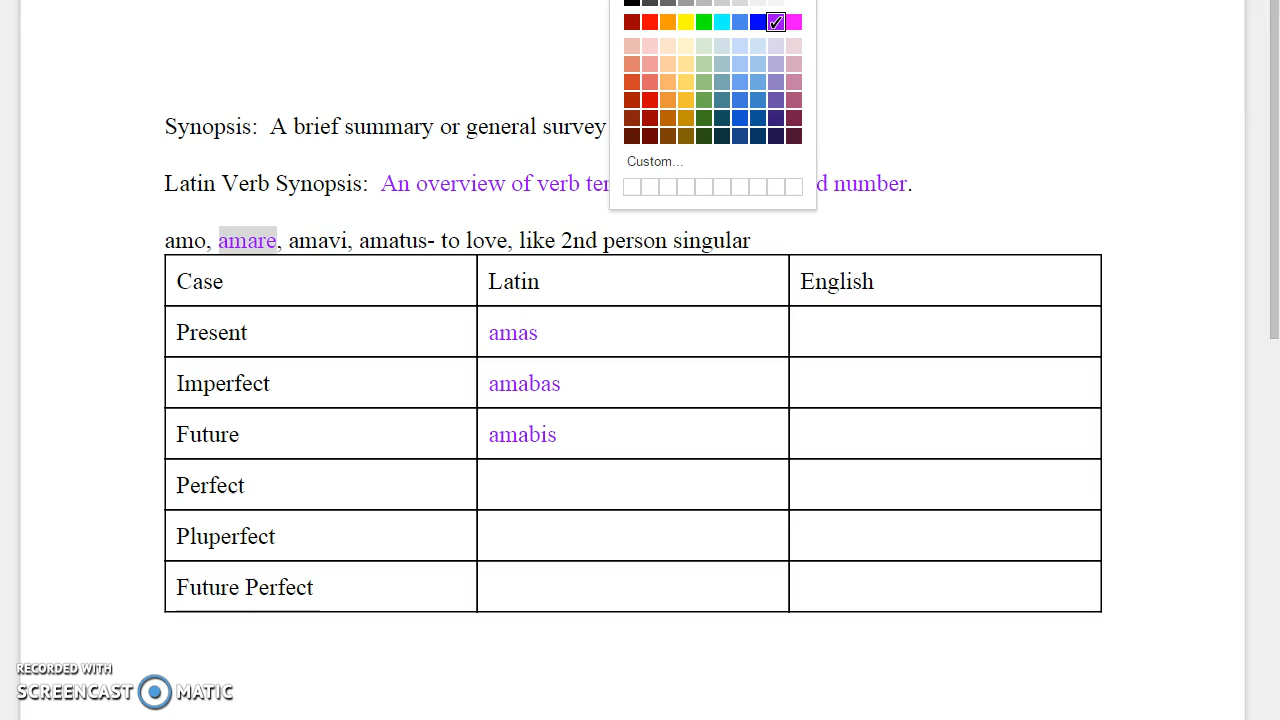 Synopsis: A brief summary or general survey
Custom...
Latin Verb Synopsis: An overview of verb ter d number.
amo, amare, amavi, amatus- to love, like 2nd person singular
Case Latin English
Present amas
Imperfect amabas
Future amabis
Perfect
Pluperfect
Future Perfect
RECORDED WITH
SCREENCAST MATIC